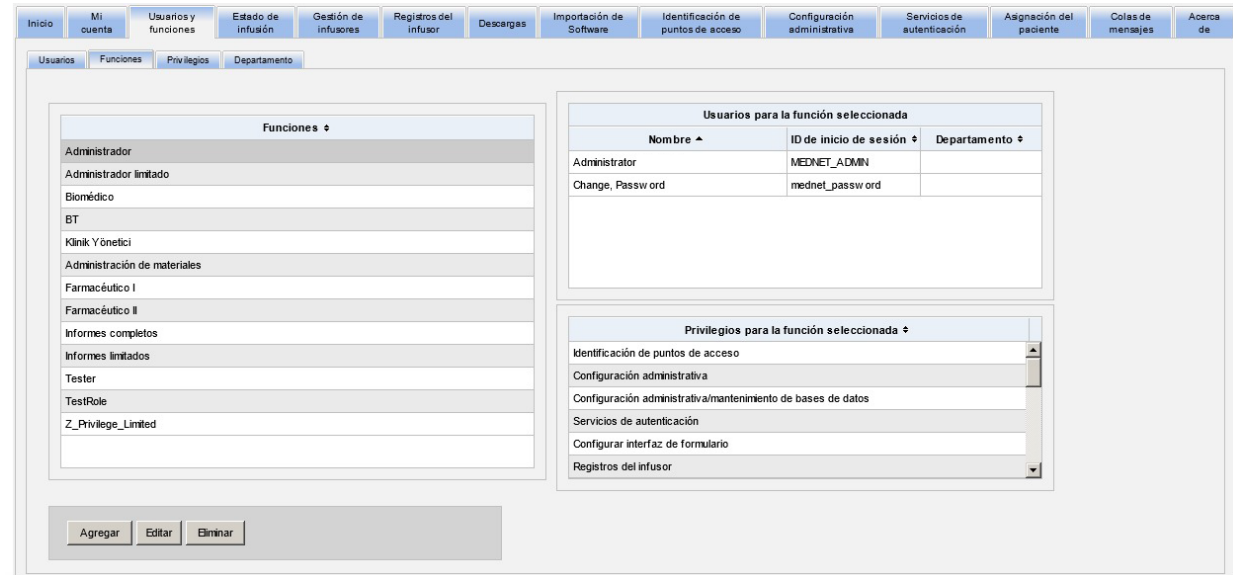 Inicio
Mi cuenta
Usuarios y funciones
Estado de infusión
Gestión de infusores
Registros del infusor
Descargas
Importación de Software
Identificación de puntos de acceso
Configuración administrativa
Servicios de autenticación
Asignación del paciente
Colas de mensajes
Acerca de
Usuarios
Funciones
Privilegios
Departamento
Funciones
Administrador
Administrador limitado
Biomédico
BT
Klinik Yönetici
Administración de materiales
Farmacéutico I
Farmacéutico II
Informes completos
Informes limitados
Tester
TestRole
Z_Privilege_Limited
Usuarios para la función seleccionada
Nombre ID de inicio de sesión Departamento
Administrator MEDNET_ADMIN
Change, Password mednet_password
Privilegios para la función seleccionada
Identificación de puntos de acceso
Configuración administrativa
Configuración administrativa/mantenimiento de bases de datos
Servicios de autenticación
Configurar interfaz de formulario
Registros del infusor
Agregar Editar Eliminar